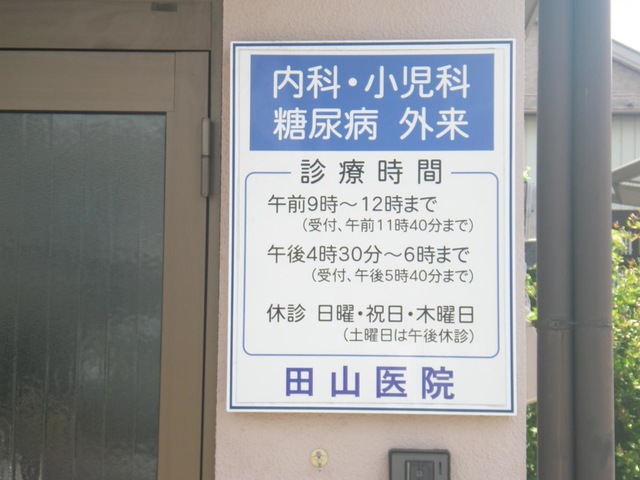 内科・小児科
糖尿病 外来
診療時間
午前9時～12時まで
（受付、午前11時40分まで）
午後4時30分～6時まで
（受付、午後5時40分まで）
休診 日曜・祝日・木曜日
（土曜日は午後休診）
田山医院